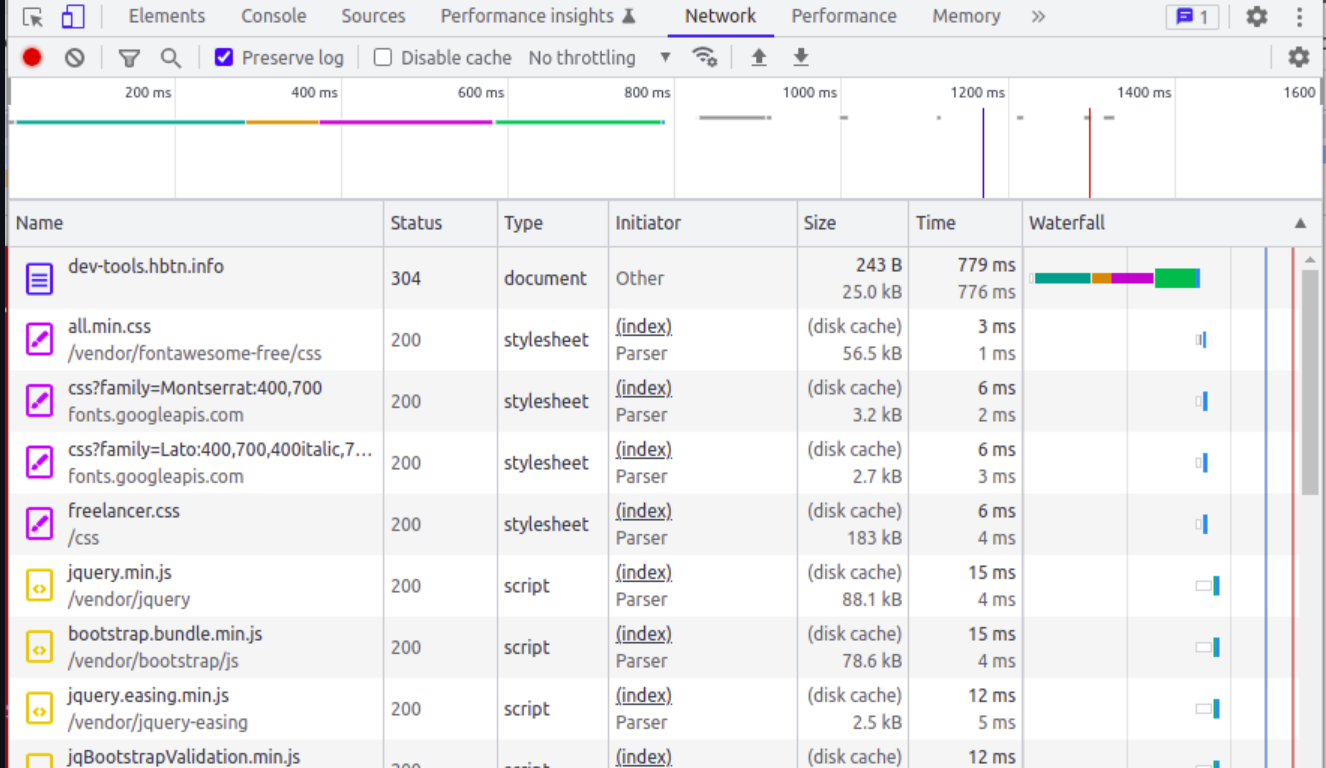 Elements Console Sources Performance insights Network Performance Memory » 1
Preserve log Disable cache No throttling
200 ms 400 ms 600 ms 800 ms 1000 ms 1200 ms 1400 ms 1600
Name Status Type Initiator Size Time Waterfall
dev-tools.hbtn.info 304 document Other 243 B 779 ms
25.0 kB 776 ms
all.min.css 200 stylesheet (index) (disk cache) 3 ms
/vendor/fontawesome-free/css Parser 56.5 kB 1 ms
css?family=Montserrat:400,700 200 stylesheet (index) (disk cache) 6 ms
fonts.googleapis.com Parser 3.2 kB 2 ms
css?family=Lato:400,700,400italic,7... 200 stylesheet (index) (disk cache) 6 ms
fonts.googleapis.com Parser 2.7 kB 3 ms
freelancer.css 200 stylesheet (index) (disk cache) 6 ms
/css Parser 183 kB 4 ms
jquery.min.js 200 script (index) (disk cache) 15 ms
/vendor/jquery Parser 88.1 kB 4 ms
bootstrap.bundle.min.js 200 script (index) (disk cache) 15 ms
/vendor/bootstrap/js Parser 78.6 kB 4 ms
jquery.easing.min.js 200 script (index) (disk cache) 12 ms
/vendor/jquery-easing Parser 2.5 kB 5 ms
jqBootstrapValidation.min.js 200 script (index) (disk cache) 12 ms